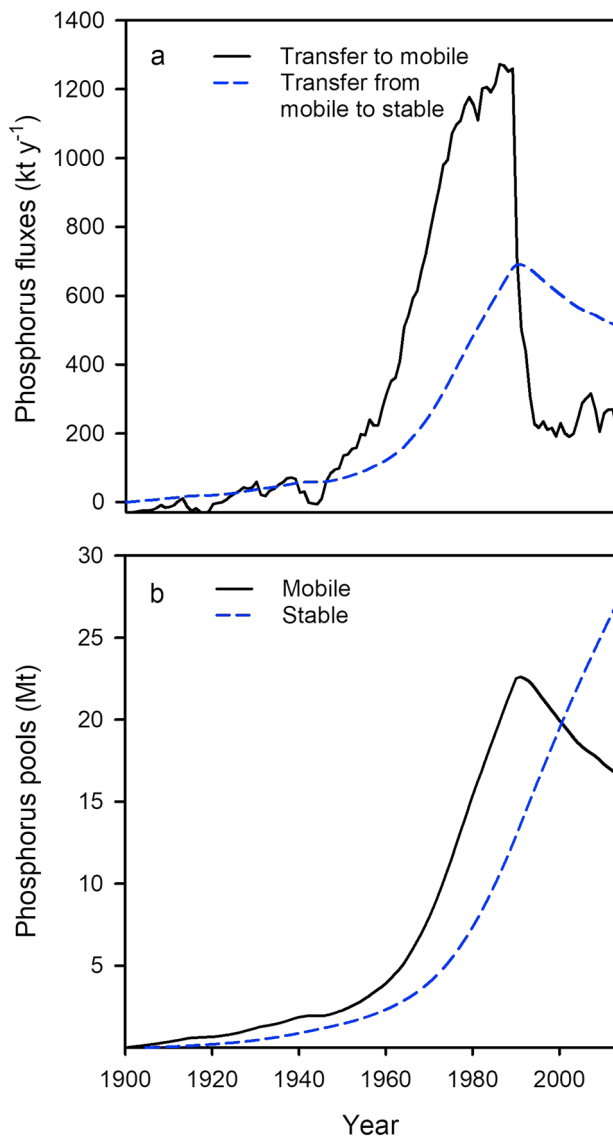 1400
1200
1000
800
600
400
200
0
Phosphorus fluxes (kt y⁻¹)
a
Transfer to mobile
Transfer from
mobile to stable
30
25
20
15
10
5
Phosphorus pools (Mt)
b
Mobile
Stable
1900 1920 1940 1960 1980 2000
Year